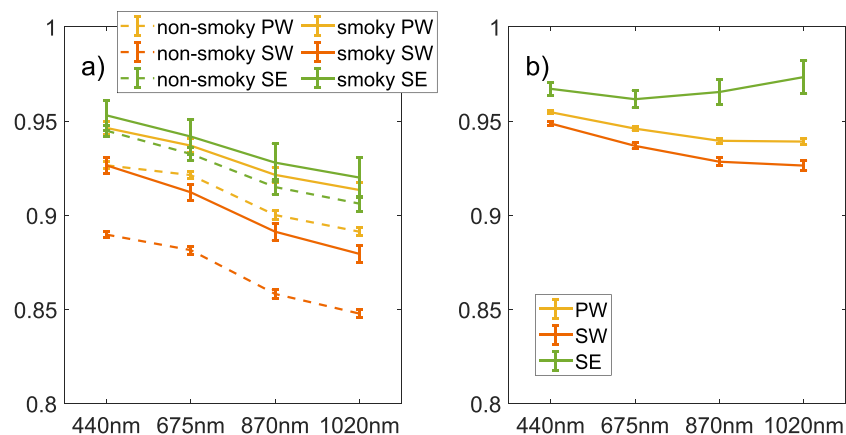 1
0.95
0.9
0.85
0.8
a)
non-smoky PW
smoky PW
non-smoky SW
smoky SW
non-smoky SE
smoky SE
440nm 675nm 870nm 1020nm
1
0.95
0.9
0.85
0.8
b)
PW
SW
SE
440nm 675nm 870nm 1020nm